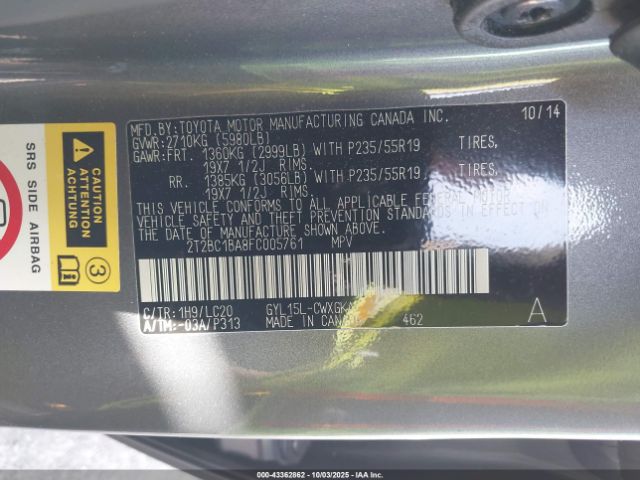 MFD.BY:TOYOTA MOTOR MANUFACTURING CANADA INC. 10/14
GVWR:2710KG (5980LB)
GAWR:FRT. 1360KG (2999LB) WITH P235/55R19 TIRES,
19X7 1/2J RIMS
RR. 1385KG (3056LB) WITH P235/55R19 TIRES,
19X7 1/2J RIMS
THIS VEHICLE CONFORMS TO ALL APPLICABLE FEDERAL MOTOR
VEHICLE SAFETY AND THEFT PREVENTION STANDARDS IN EFFECT ON
THE DATE OF MANUFACTURE SHOWN ABOVE.
2T2BC1BA8FC005761 MPV
C/TR:1H9/LC20 GYL15L-CWXGKA
A/TM:-03A/P313 MADE IN CANADA 462 A
SRS SIDE AIRBAG
ATTENTION
ACHTUNG
3
000-43362862 - 10/03/2025 - IAA